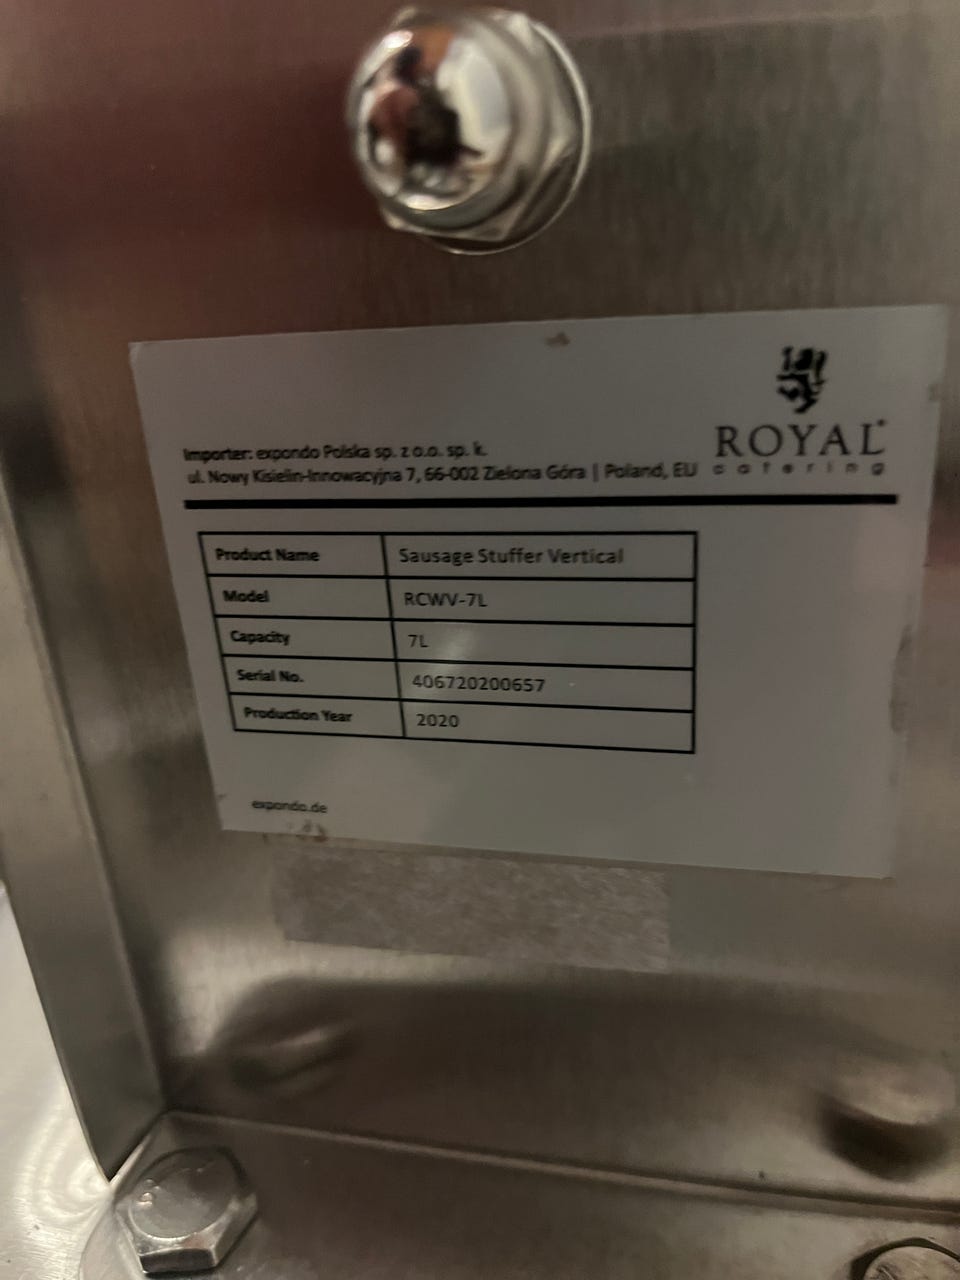 Importer: expondo Polska sp. z o.o. sp. k.
ul. Nowy Kisielin-Innowacyjna 7, 66-002 Zielona Góra | Poland, EU
ROYAL
catering
Product Name Sausage Stuffer Vertical
Model RCWV-7L
Capacity 7L
Serial No. 406720200657
Production Year 2020
expondo.de